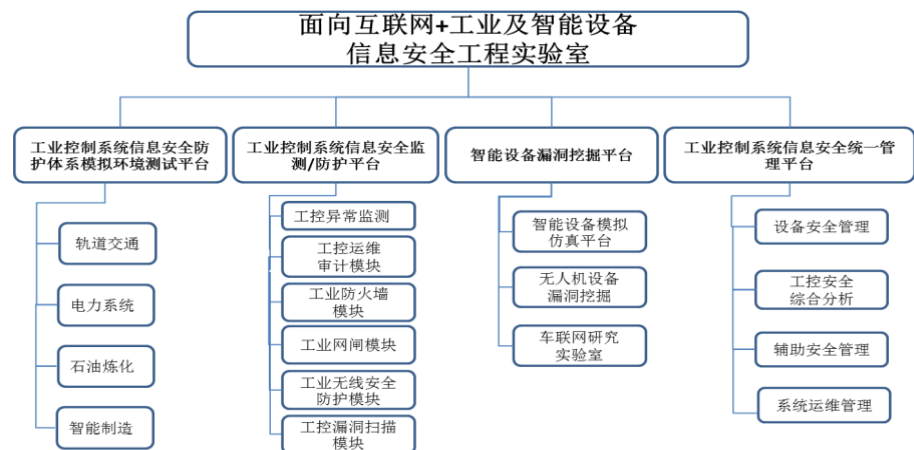 面向互联网+工业及智能设备
信息安全工程实验室
工业控制系统信息安全防
护体系模拟环境测试平台
轨道交通
电力系统
石油炼化
智能制造
工业控制系统信息安全监
测/防护平台
工控异常监测
工控运维
审计模块
工业防火墙
模块
工业网闸模块
工业无线安全
防护模块
工控漏洞扫描
模块
智能设备漏洞挖掘平台
智能设备模拟
仿真平台
无人机设备
漏洞挖掘
车联网研究
实验室
工业控制系统信息安全统一管
理平台
设备安全管理
工控安全
综合分析
辅助安全管理
系统运维管理